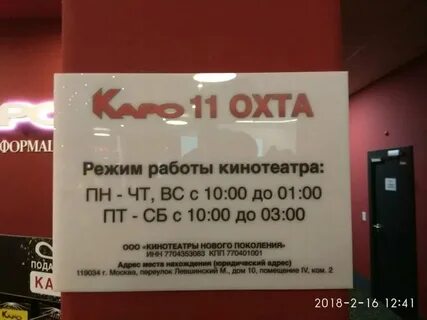 КАРО 11 ОХТА
Режим работы кинотеатра:
ПН - ЧТ, ВС с 10:00 до 01:00
ПТ - СБ с 10:00 до 03:00
ООО «КИНОТЕАТРЫ НОВОГО ПОКОЛЕНИЯ»
ИНН 7704353083 КПП 770401001
Адрес места нахождения (юридический адрес)
119034 г. Москва, переулок Левшинский М., дом 10, помещение IV, ком. 2
КАРО
2018-2-16 12:41